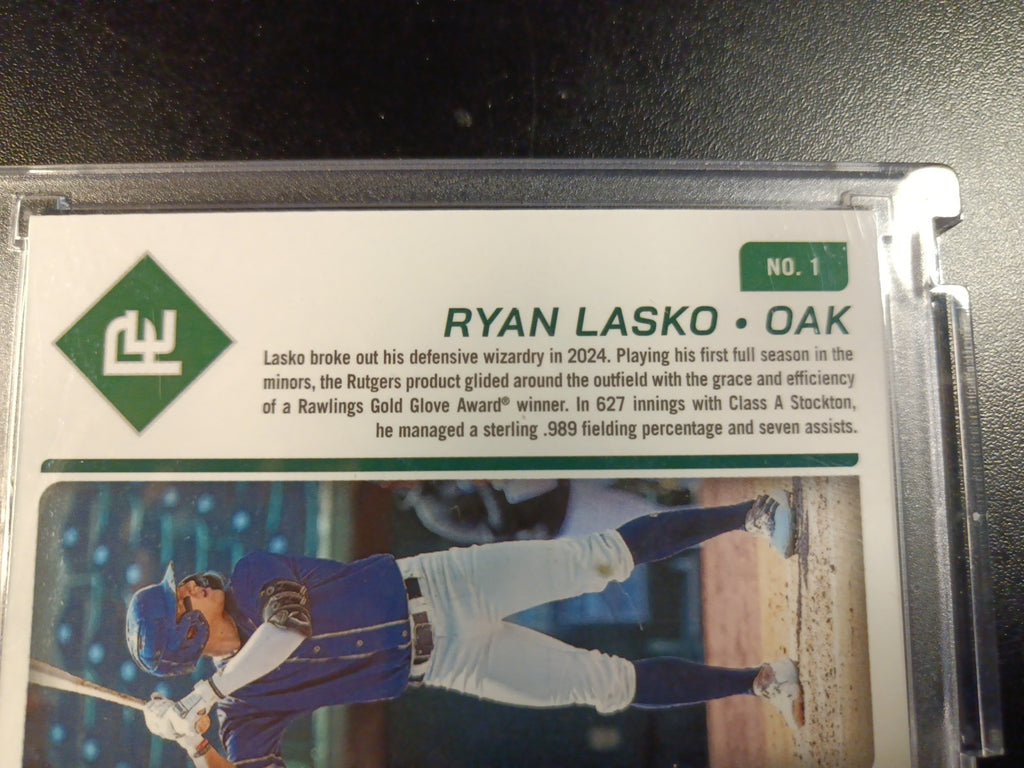 NO. 1
RYAN LASKO • OAK
Lasko broke out his defensive wizardry in 2024. Playing his first full season in the
minors, the Rutgers product glided around the outfield with the grace and efficiency
of a Rawlings Gold Glove Award® winner. In 627 innings with Class A Stockton,
he managed a sterling .989 fielding percentage and seven assists.